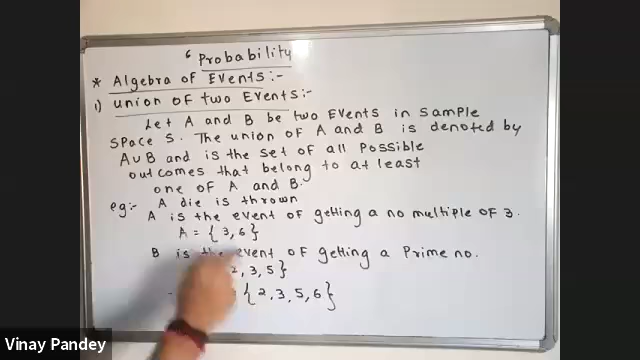 Probability
* Algebra of Events:-
1) Union of two Events:-
Let A and B be two Events in Sample
Space S. The union of A and B is denoted by
A∪B and is the set of all possible
outcomes that belong to at least
one of A and B.
eg:- A die is thrown
A is the event of getting a no multiple of 3.
A = {3, 6}
B is the event of getting a Prime no.
2, 3, 5}
{2, 3, 5, 6}
Vinay Pandey